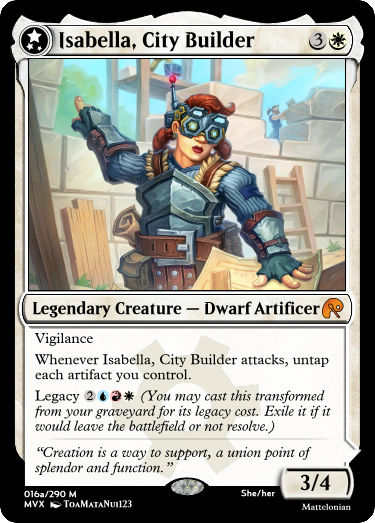 Isabella, City Builder 3
Legendary Creature — Dwarf Artificer
Vigilance
Whenever Isabella, City Builder attacks, untap
each artifact you control.
Legacy 2 (You may cast this transformed
from your graveyard for its legacy cost. Exile it if it
would leave the battlefield or not resolve.)
“Creation is a way to support, a union point of
splendor and function.”
3/4
016a/290 M She/her
MVX ToaMataNui123 Mattelonian